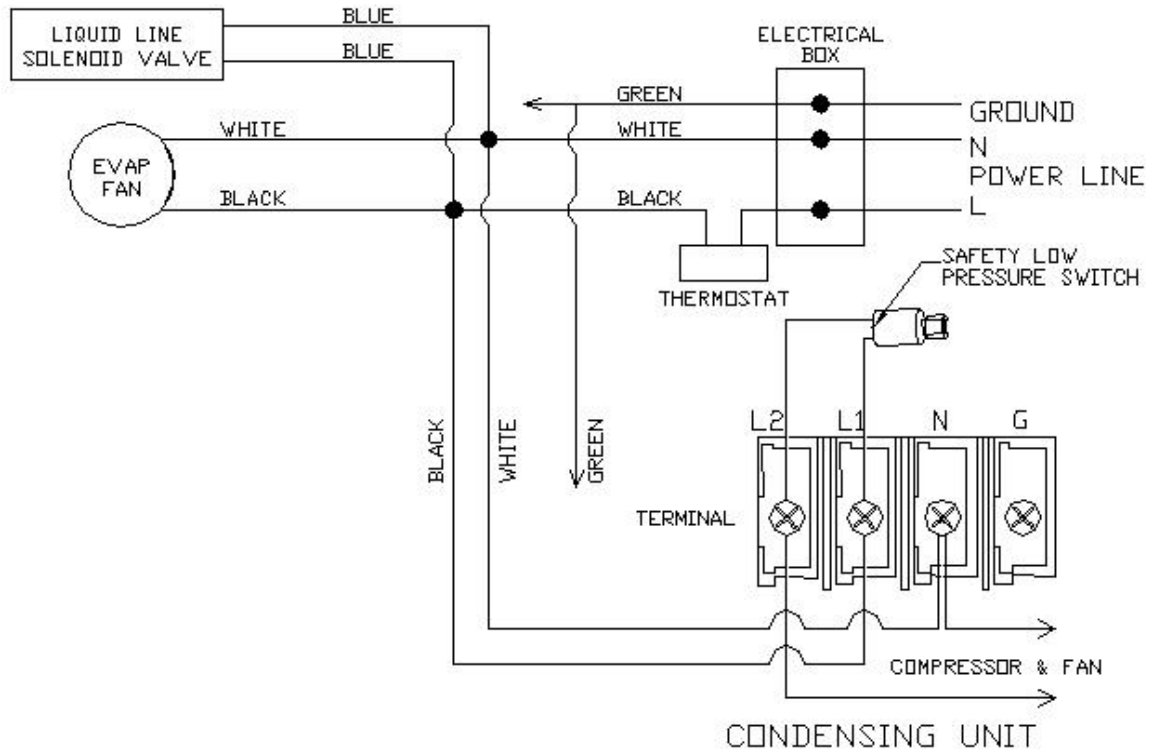 LIQUID LINE
SOLENOID VALVE
BLUE
BLUE
ELECTRICAL
BOX
GREEN
GROUND
WHITE
WHITE
N
EVAP
FAN
POWER LINE
BLACK
BLACK
L
THERMOSTAT
SAFETY LOW
PRESSURE SWITCH
BLACK
WHITE
GREEN
L2
L1
N
G
TERMINAL
COMPRESSOR & FAN
CONDENSING UNIT